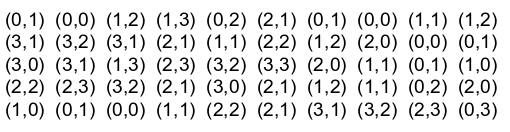 (0,1) (0,0) (1,2) (1,3) (0,2) (2,1) (0,1) (0,0) (1,1) (1,2)
(3,1) (3,2) (3,1) (2,1) (1,1) (2,2) (1,2) (2,0) (0,0) (0,1)
(3,0) (3,1) (1,3) (2,3) (3,2) (3,3) (2,0) (1,1) (0,1) (1,0)
(2,2) (2,3) (3,2) (2,1) (3,0) (2,1) (1,2) (1,1) (0,2) (2,0)
(1,0) (0,1) (0,0) (1,1) (2,2) (2,1) (3,1) (3,2) (2,3) (0,3)